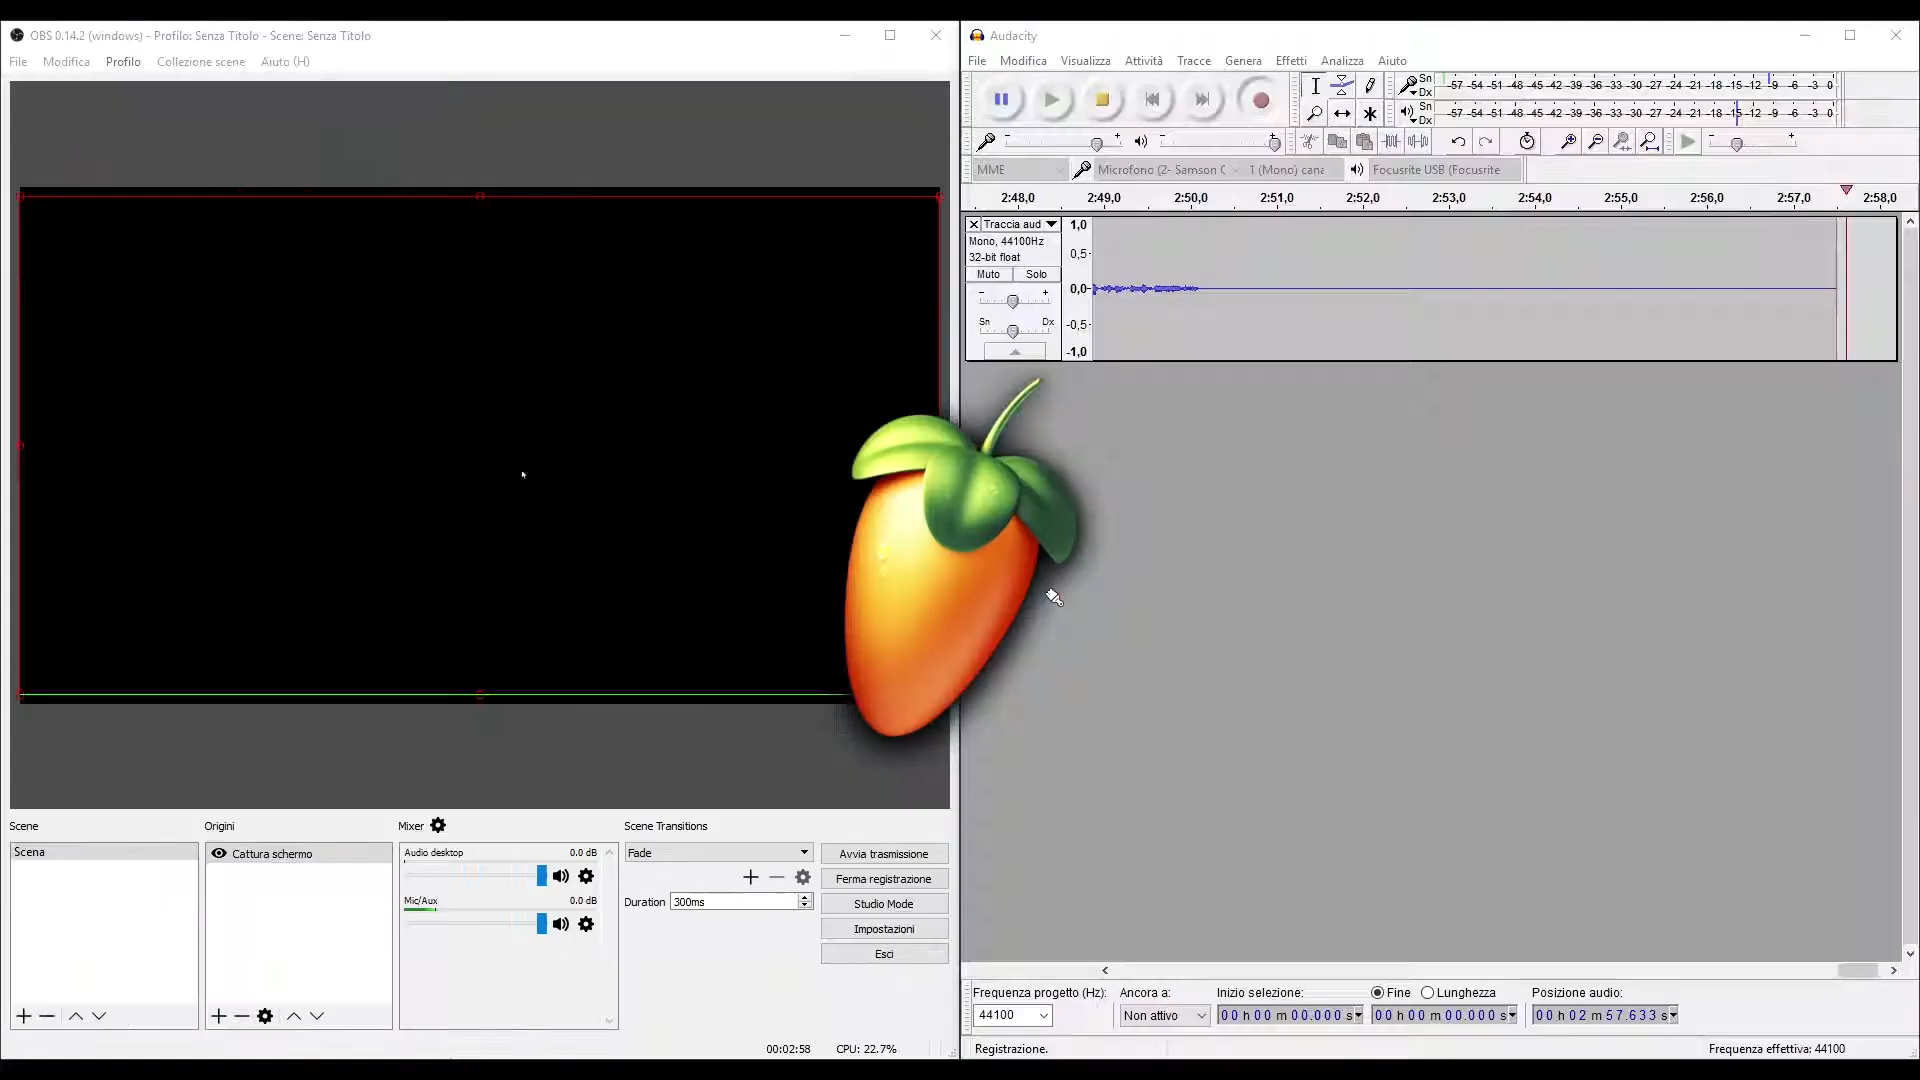 OBS 0.14.2 (windows) - Profilo: Senza Titolo - Scene: Senza Titolo
File Modifica Profilo Collezione scene Aiuto (H)
Scene
Scena
Origini
Cattura schermo
Mixer
Audio desktop 0.0 dB
Mic/Aux 0.0 dB
Scene Transitions
Fade
Duration 300ms
Avvia trasmissione
Ferma registrazione
Studio Mode
Impostazioni
Esci
00:02:58 CPU: 22.7%
Audacity
File Modifica Visualizza Attività Tracce Genera Effetti Analizza Aiuto
Sn
Dx
-57 -54 -51 -48 -45 -42 -39 -36 -33 -30 -27 -24 -21 -18 -15 -12 -9 -6 -3 0
Sn
Dx
-57 -54 -51 -48 -45 -42 -39 -36 -33 -30 -27 -24 -21 -18 -15 -12 -9 -6 -3 0
MME Microfono (2- Samson C 1 (Mono) cana Focusrite USB (Focusrite
2:48,0 2:49,0 2:50,0 2:51,0 2:52,0 2:53,0 2:54,0 2:55,0 2:56,0 2:57,0 2:58,0
Traccia aud
Mono, 44100Hz
32-bit float
Muto Solo
- +
Sn Dx
1,0
0,5
0,0
-0,5
-1,0
Frequenza progetto (Hz): Ancora a: Inizio selezione: Fine Lunghezza Posizione audio:
44100 Non attivo 00 h 00 m 00.000 s 00 h 00 m 00.000 s 00 h 02 m 57.633 s
Registrazione. Frequenza effettiva: 44100